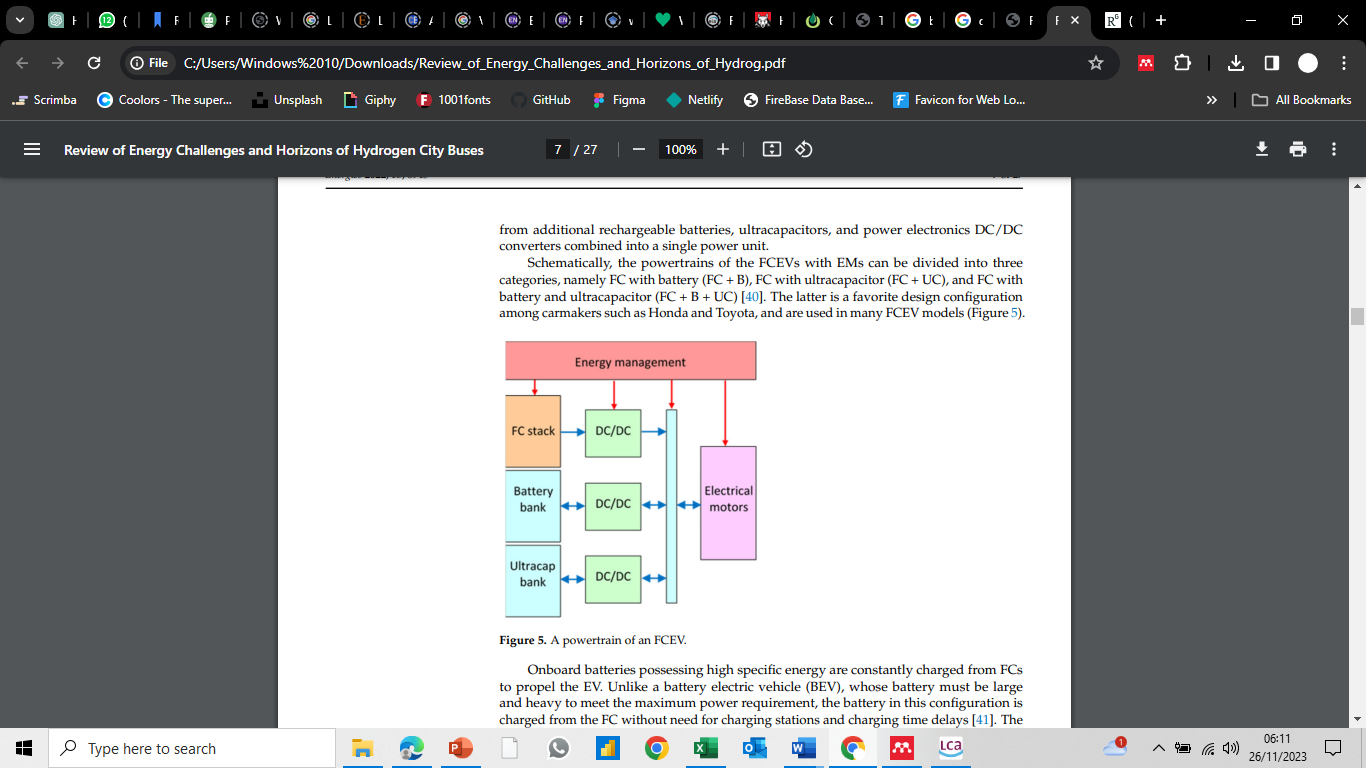 File
C:/Users/Windows%2010/Downloads/Review_of_Energy_Challenges_and_Horizons_of_Hydrog.pdf
Scrimba
Coolors - The super...
Unsplash
Giphy
1001fonts
GitHub
Figma
Netlify
FireBase Data Base...
Favicon for Web Lo...
»
All Bookmarks
Review of Energy Challenges and Horizons of Hydrogen City Buses
7 / 27
100%
from additional rechargeable batteries, ultracapacitors, and power electronics DC/DC
converters combined into a single power unit.
Schematically, the powertrains of the FCEVs with EMs can be divided into three
categories, namely FC with battery (FC + B), FC with ultracapacitor (FC + UC), and FC with
battery and ultracapacitor (FC + B + UC) [40]. The latter is a favorite design configuration
among carmakers such as Honda and Toyota, and are used in many FCEV models (Figure 5).
Energy management
FC stack
DC/DC
Battery
bank
DC/DC
Electrical
motors
Ultracap
bank
DC/DC
Figure 5. A powertrain of an FCEV.
Onboard batteries possessing high specific energy are constantly charged from FCs
to propel the EV. Unlike a battery electric vehicle (BEV), whose battery must be large
and heavy to meet the maximum power requirement, the battery in this configuration is
charged from the FC without need for charging stations and charging time delays [41]. The
Type here to search
LCA
1
06:11
26/11/2023